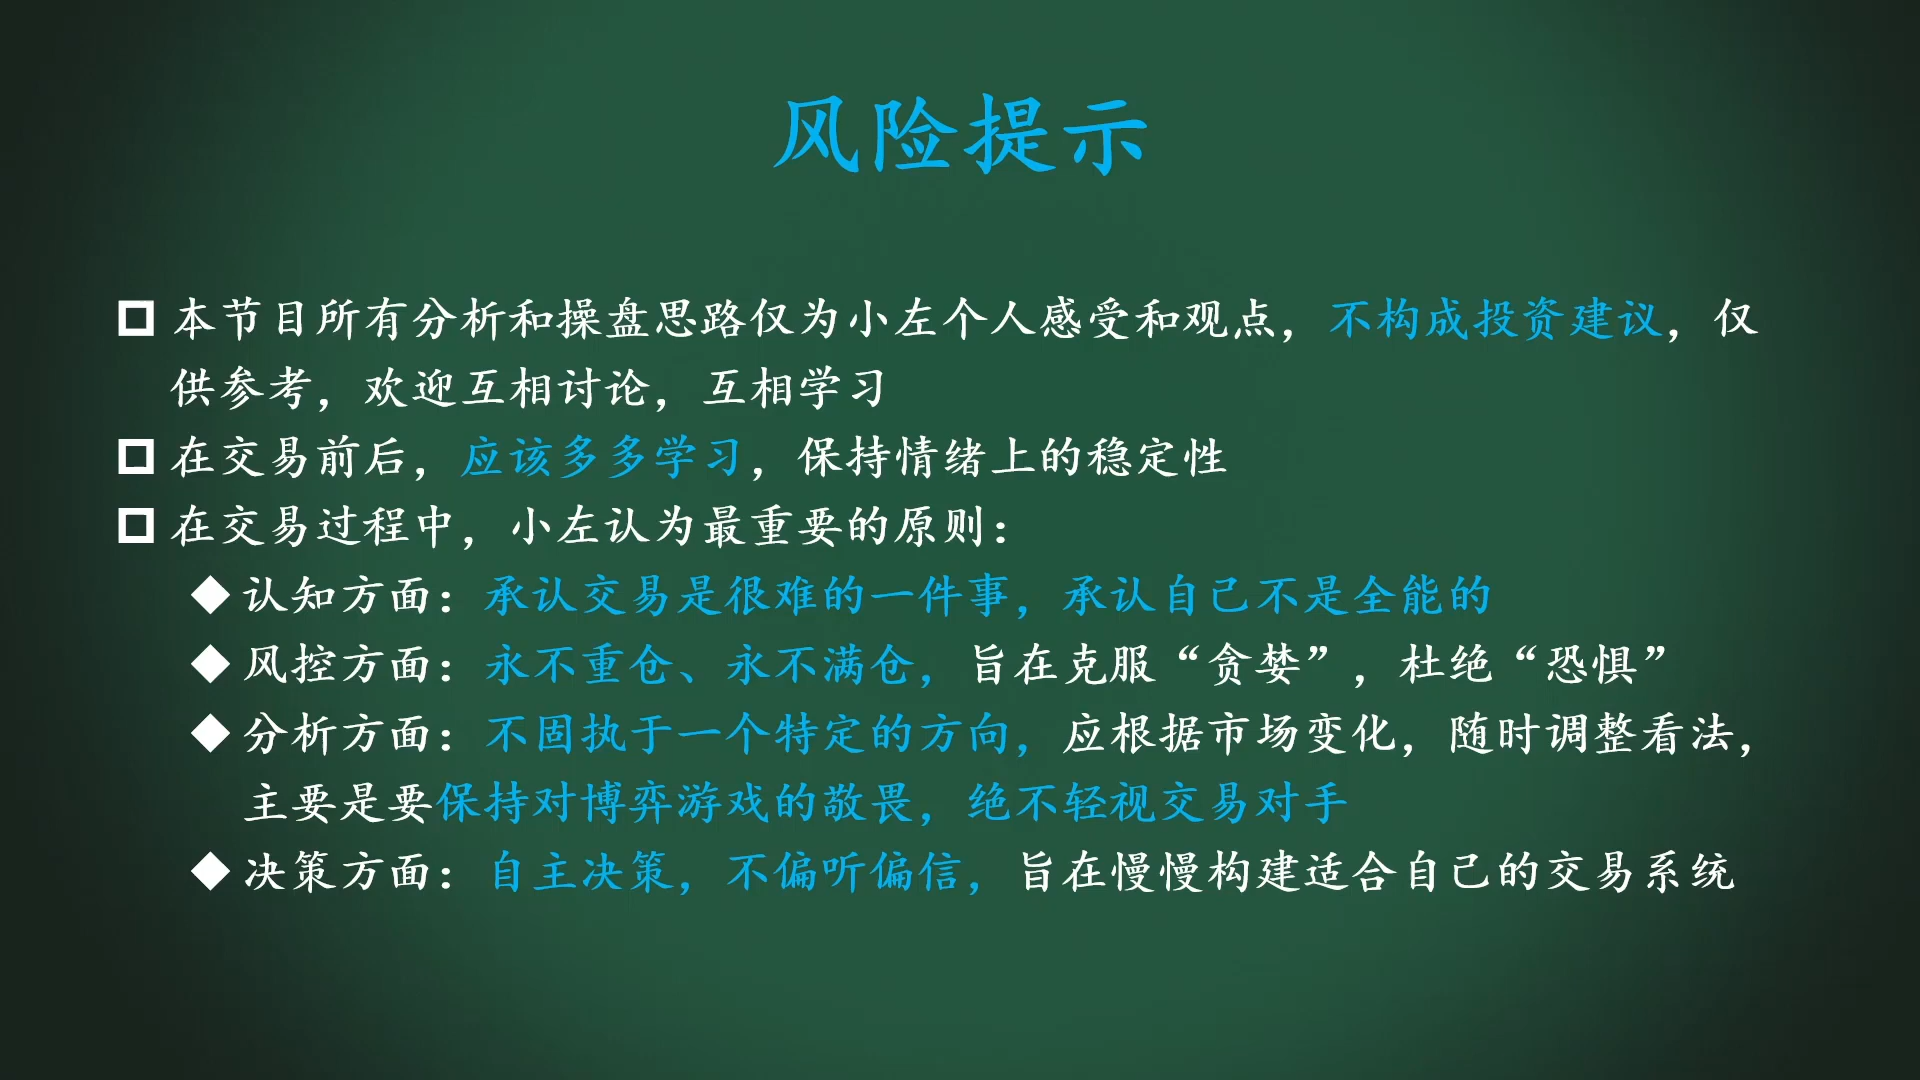 风险提示
本节目所有分析和操盘思路仅为小左个人感受和观点，不构成投资建议，仅
供参考，欢迎互相讨论，互相学习
在交易前后，应该多多学习，保持情绪上的稳定性
在交易过程中，小左认为最重要的原则：
认知方面：承认交易是很难的一件事，承认自己不是全能的
风控方面：永不重仓、永不满仓，旨在克服“贪婪”，杜绝“恐惧”
分析方面：不固执于一个特定的方向，应根据市场变化，随时调整看法，
主要是要保持对博弈游戏的敬畏，绝不轻视交易对手
决策方面：自主决策，不偏听偏信，旨在慢慢构建适合自己的交易系统